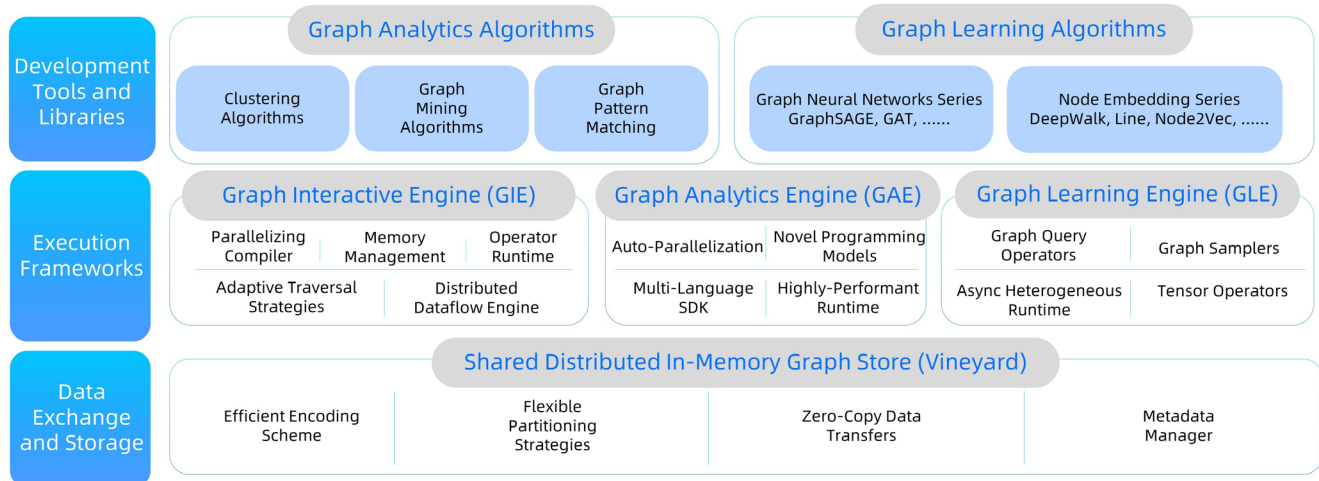 Development
Tools and
Libraries
Graph Analytics Algorithms
Clustering
Algorithms
Graph
Mining
Algorithms
Graph
Pattern
Matching
Graph Learning Algorithms
Graph Neural Networks Series
GraphSAGE, GAT, ......
Node Embedding Series
DeepWalk, Line, Node2Vec, ......
Execution
Frameworks
Graph Interactive Engine (GIE)
Parallelizing
Compiler
Memory
Management
Operator
Runtime
Adaptive Traversal
Strategies
Distributed
Dataflow Engine
Graph Analytics Engine (GAE)
Auto-Parallelization
Novel Programming
Models
Multi-Language
SDK
Highly-Performant
Runtime
Graph Learning Engine (GLE)
Graph Query
Operators
Graph Samplers
Async Heterogeneous
Runtime
Tensor Operators
Data
Exchange
and Storage
Shared Distributed In-Memory Graph Store (Vineyard)
Efficient Encoding
Scheme
Flexible
Partitioning
Strategies
Zero-Copy Data
Transfers
Metadata
Manager